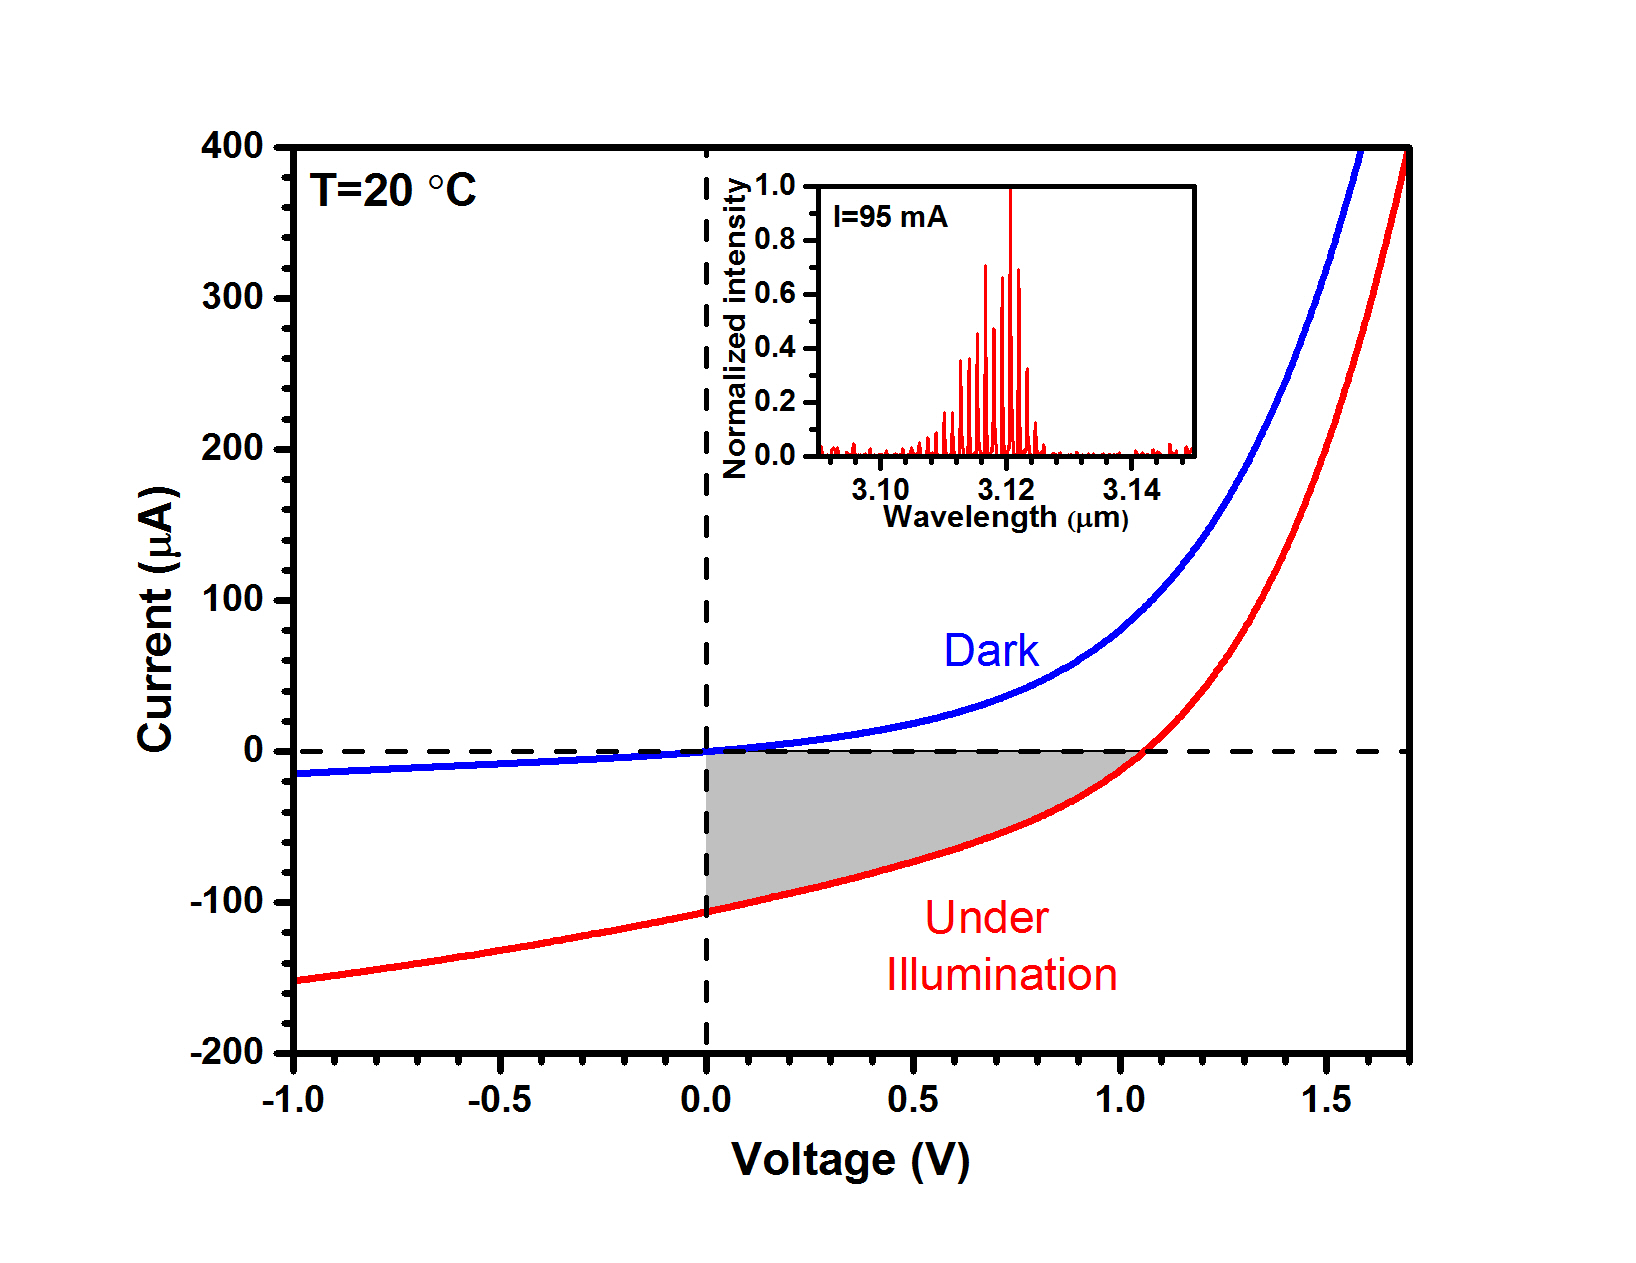 T=20 °C
I=95 mA
Normalized intensity
1.0
0.8
0.6
0.4
0.2
0.0
3.10 3.12 3.14
Wavelength (μm)
Current (μA)
400
300
200
100
0
-100
-200
Dark
Under
Illumination
-1.0 -0.5 0.0 0.5 1.0 1.5
Voltage (V)